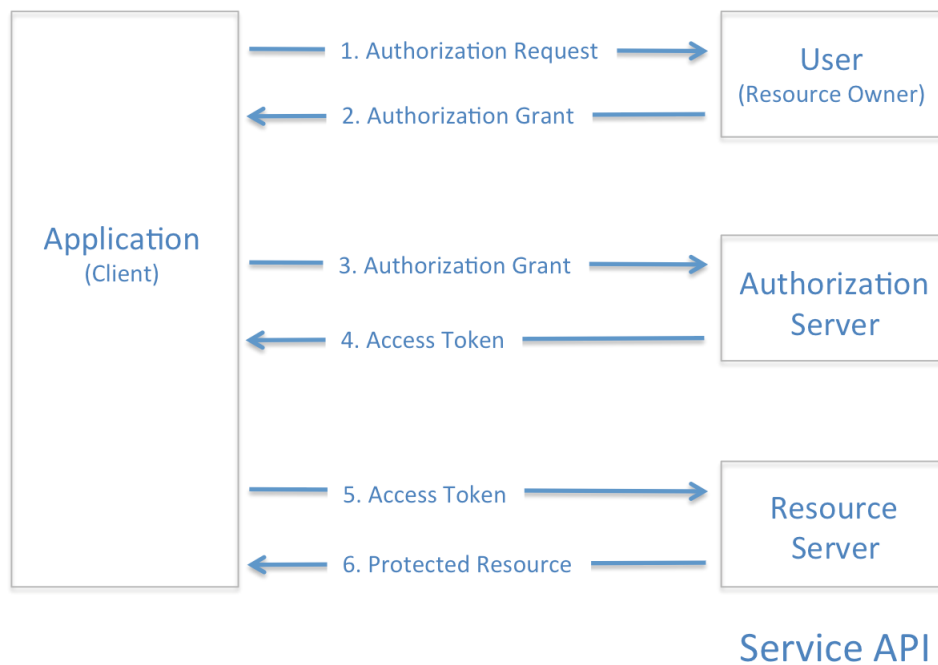 1. Authorization Request
User
(Resource Owner)
2. Authorization Grant
Application
(Client)
3. Authorization Grant
Authorization
Server
4. Access Token
5. Access Token
Resource
Server
6. Protected Resource
Service API